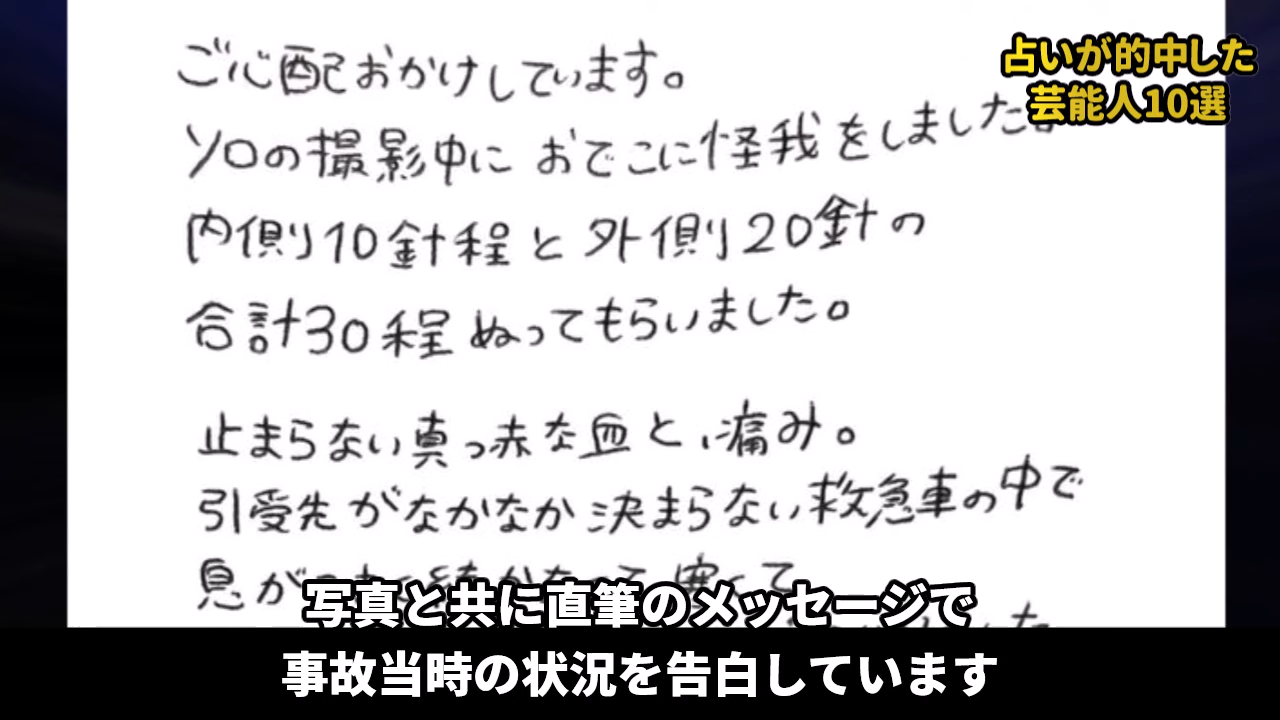 ご心配おかけしています。
占いが的中した
芸能人10選
ソロの撮影中に おでこに怪我をしました。
内側10針程と外側20針の
合計30程ぬってもらいました。
止まらない真っ赤な血と、痛み。
引受先がなかなか決まらない救急車の中で
息が
写真と共に直筆のメッセージで
事故当時の状況を告白しています